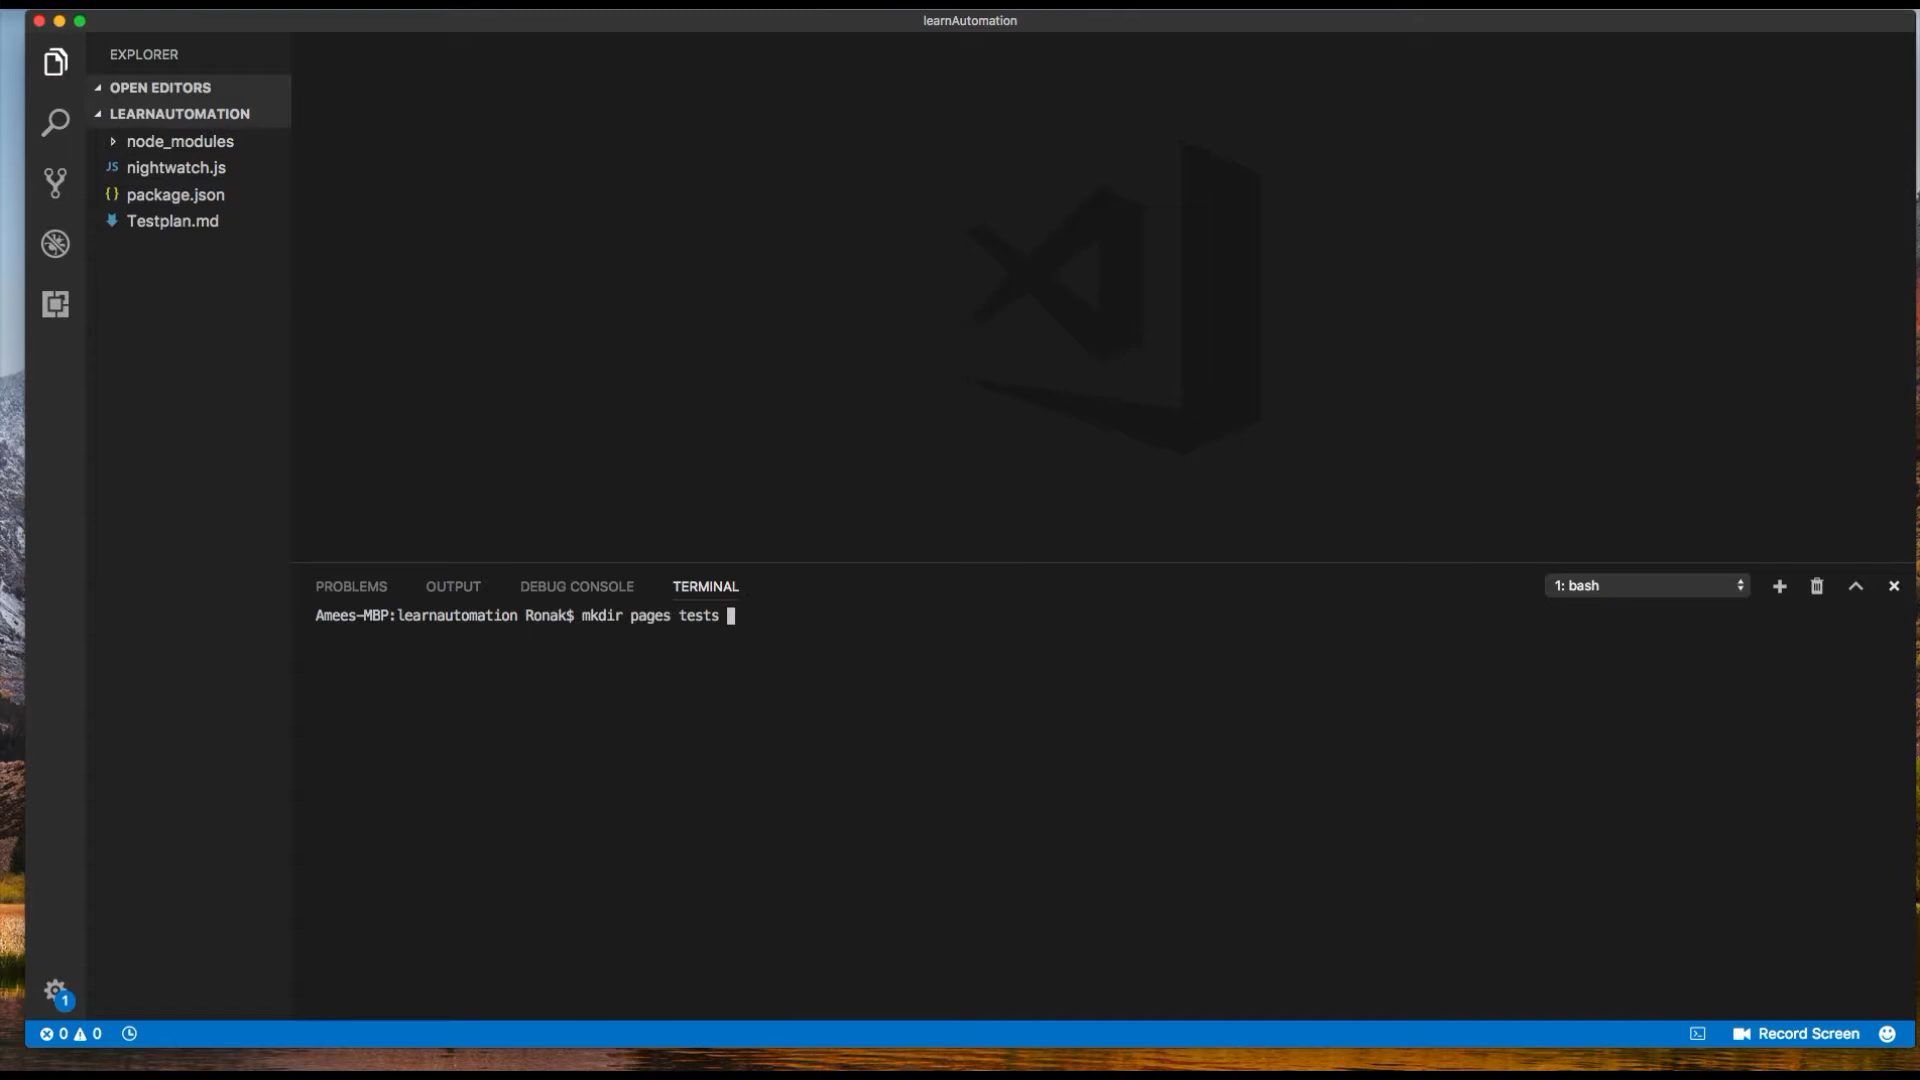 learnAutomation
EXPLORER
OPEN EDITORS
LEARNAUTOMATION
node_modules
JS nightwatch.js
{} package.json
Testplan.md
PROBLEMS OUTPUT DEBUG CONSOLE TERMINAL 1: bash
Amees-MBP:learnautomation Ronak$ mkdir pages tests
1
0 0 Record Screen